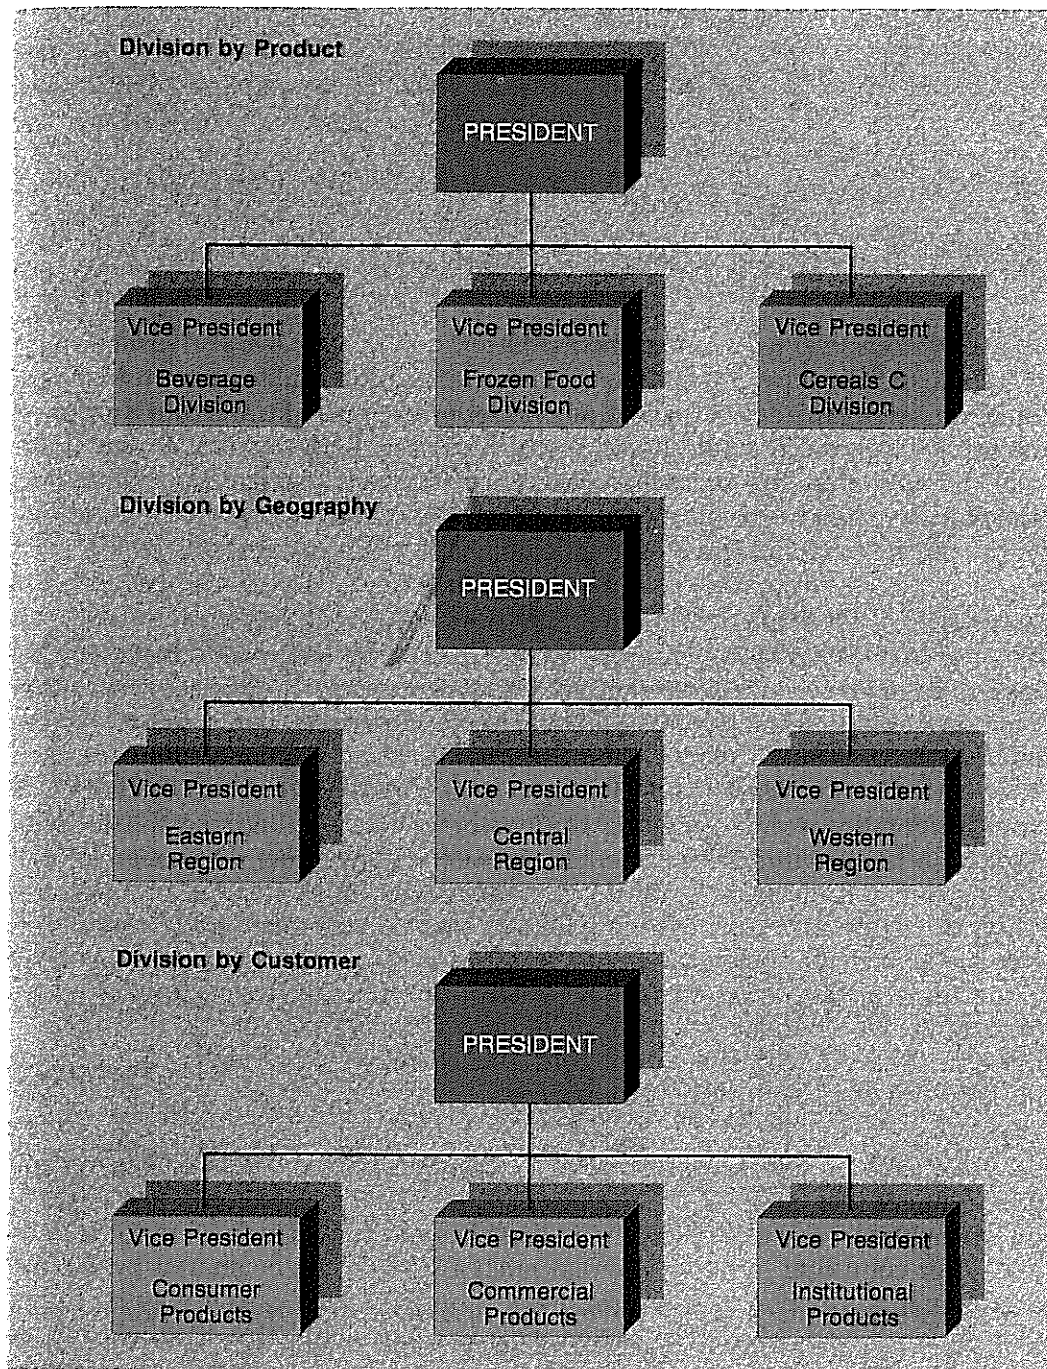 Division by Product
PRESIDENT
Vice President
Beverage
Division
Vice President
Frozen Food
Division
Vice President
Cereals C
Division
Division by Geography
PRESIDENT
Vice President
Eastern
Region
Vice President
Central
Region
Vice President
Western
Region
Division by Customer
PRESIDENT
Vice President
Consumer
Products
Vice President
Commercial
Products
Vice President
Institutional
Products